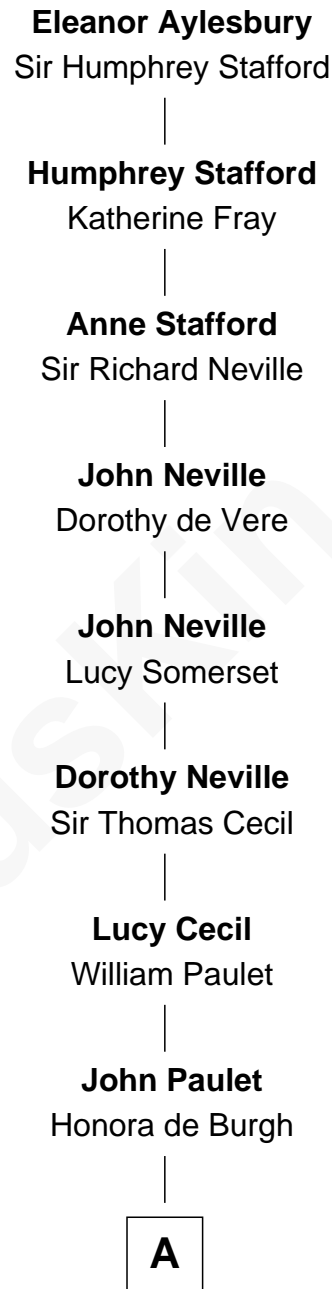 Eleanor Aylesbury
Sir Humphrey Stafford
Humphrey Stafford
Katherine Fray
Anne Stafford
Sir Richard Neville
John Neville
Dorothy de Vere
John Neville
Lucy Somerset
Dorothy Neville
Sir Thomas Cecil
Lucy Cecil
William Paulet
John Paulet
Honora de Burgh
A